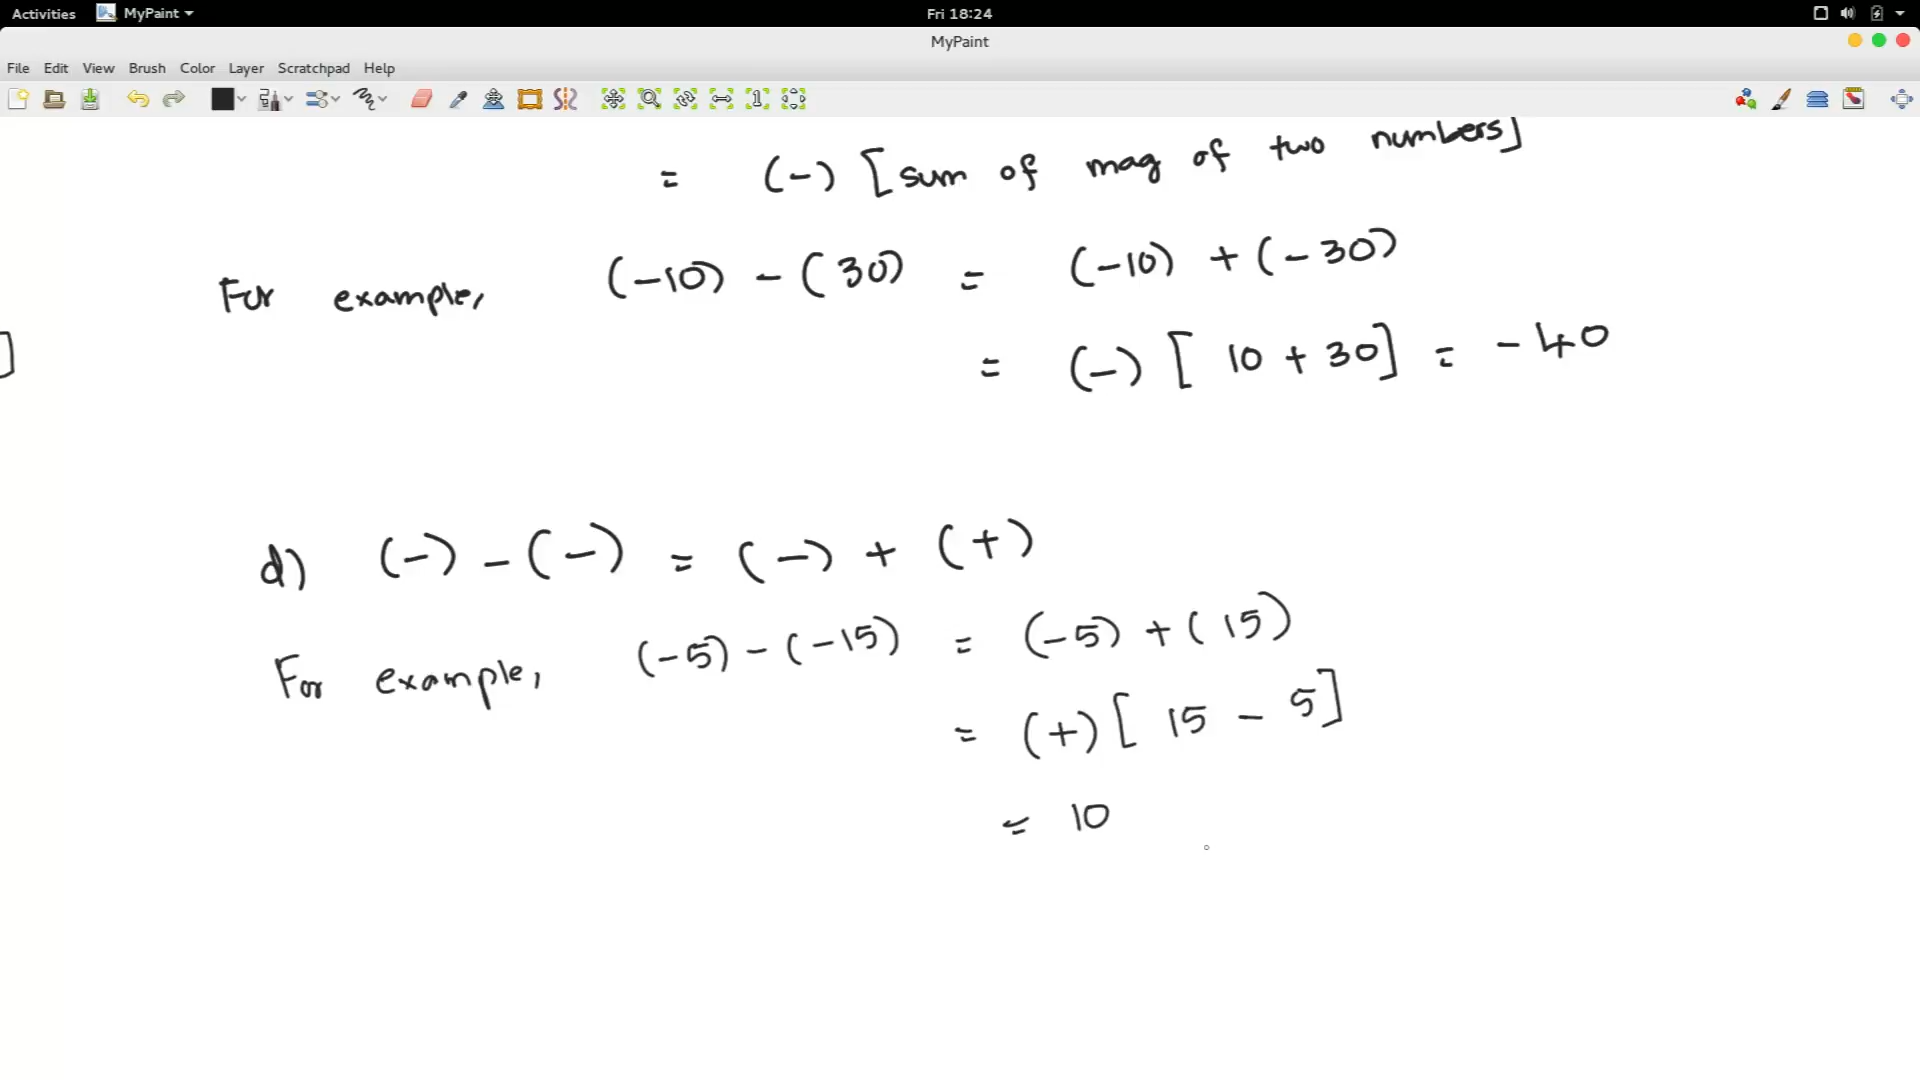 Activities MyPaint Fri 18:24
MyPaint
File Edit View Brush Color Layer Scratchpad Help
= (-) [sum of mag of two numbers]
For example, (-10) - (30) = (-10) + (-30)
]
= (-) [ 10 + 30] = - 40
d) (-) - (-) = (-) + (+)
For example, (-5) - (-15) = (-5) + (15)
= (+) [ 15 - 5]
= 10